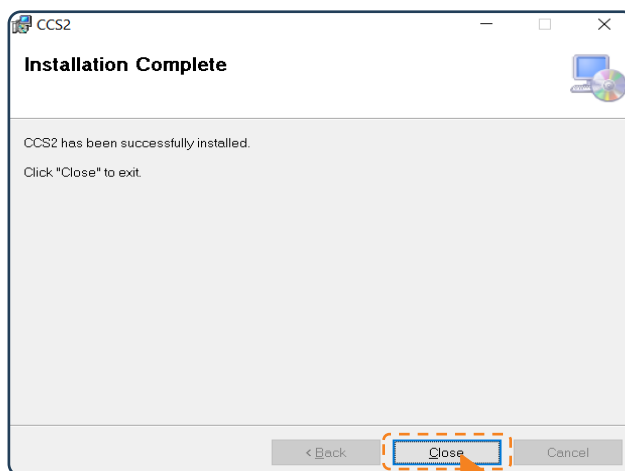 CCS2
Installation Complete
CCS2 has been successfully installed.
Click "Close" to exit.
< Back
Close
Cancel